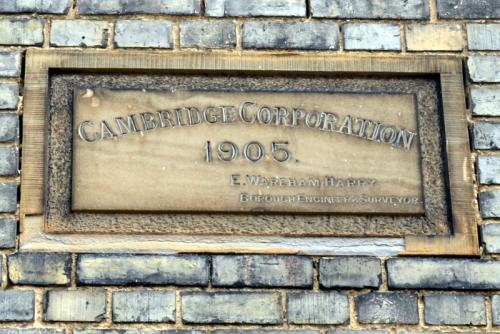 CAMBRIDGE CORPORATION
1905.
E. WAREHAM HARRY
BOROUGH ENGINEER & SURVEYOR